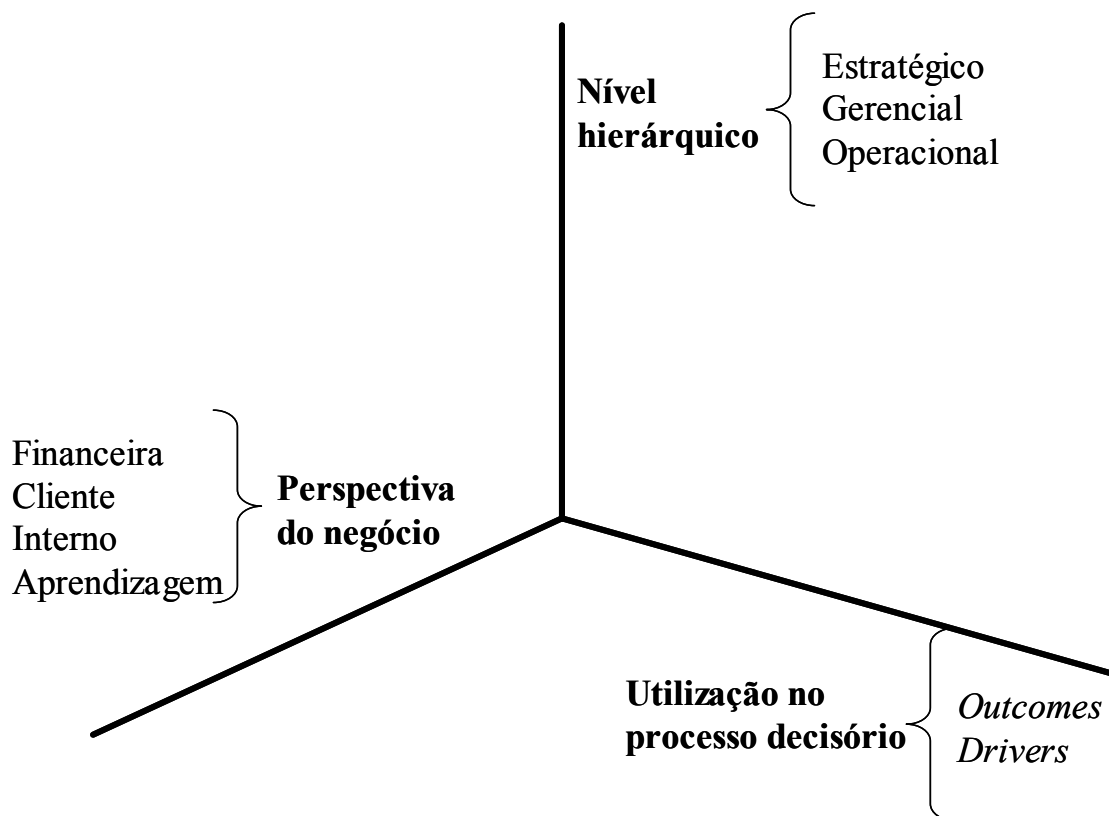 Nível
hierárquico
Estratégico
Gerencial
Operacional
Financeira
Cliente
Interno
Aprendizagem
Perspectiva
do negócio
Utilização no
processo decisório
Outcomes
Drivers